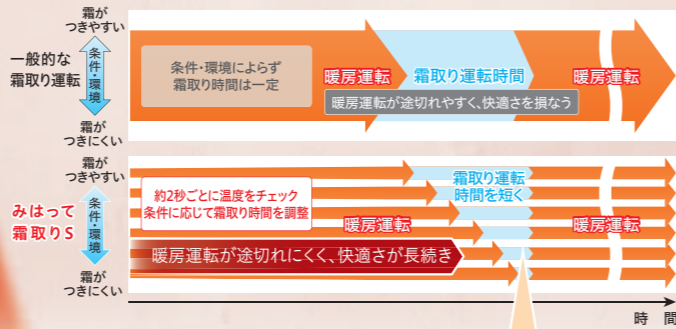 霜が
つきやすい
一般的な
霜取り運転
条件・環境
霜が
つきにくい
条件・環境によらず
霜取り時間は一定
暖房運転
霜取り運転時間
暖房運転
暖房運転が途切れやすく、快適さを損なう
霜が
つきやすい
みはって
霜取りS
条件・環境
霜が
つきにくい
約2秒ごとに温度をチェック
条件に応じて霜取り時間を調整
霜取り運転
時間を短く
暖房運転
暖房運転
暖房運転が途切れにくく、快適さが長続き
時間